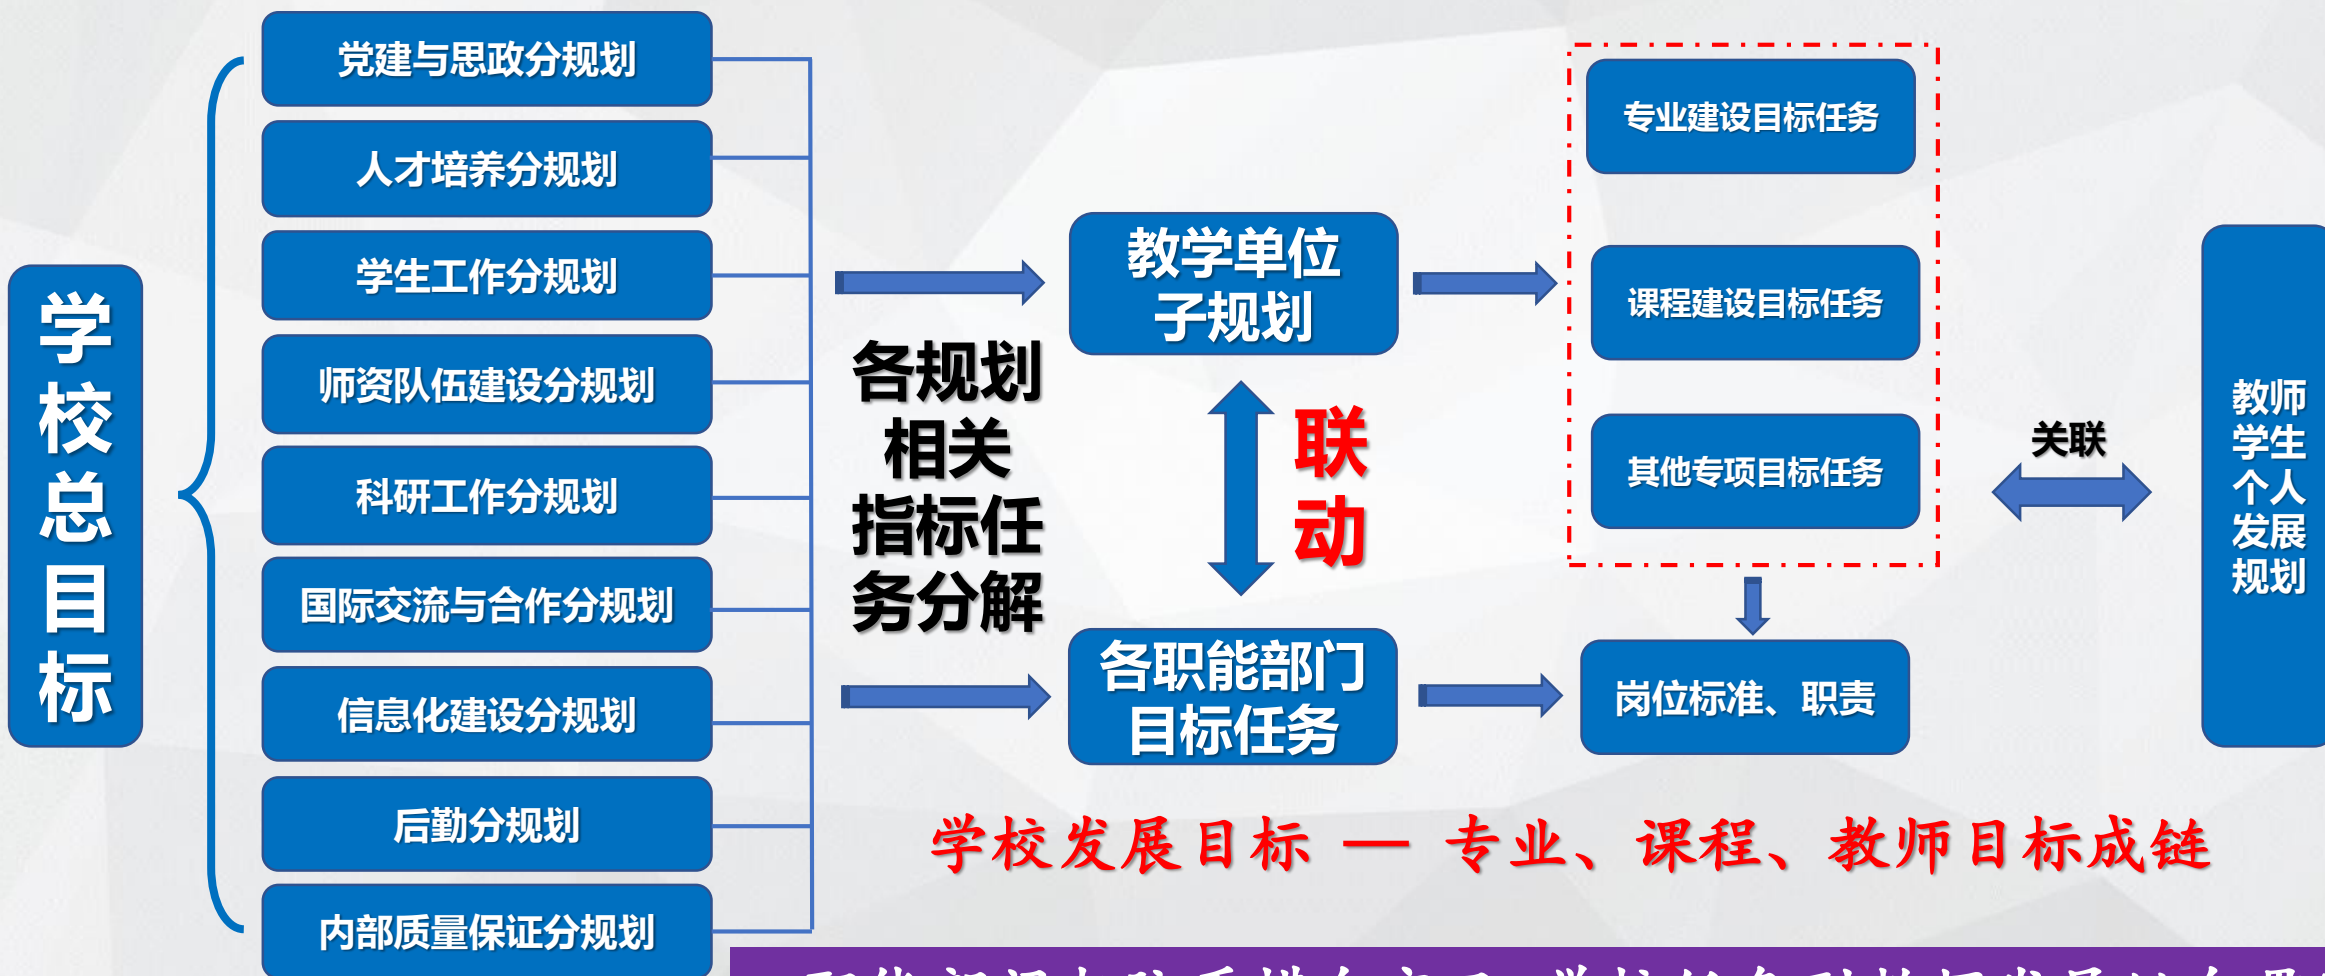 学校总目标
党建与思政分规划
人才培养分规划
学生工作分规划
师资队伍建设分规划
科研工作分规划
国际交流与合作分规划
信息化建设分规划
后勤分规划
内部质量保证分规划
各规划
相关
指标任
务分解
教学单位
子规划
联动
各职能部门
目标任务
专业建设目标任务
课程建设目标任务
其他专项目标任务
岗位标准、职责
关联
教师
学生
个人
发展
规划
学校发展目标 — 专业、课程、教师目标成链